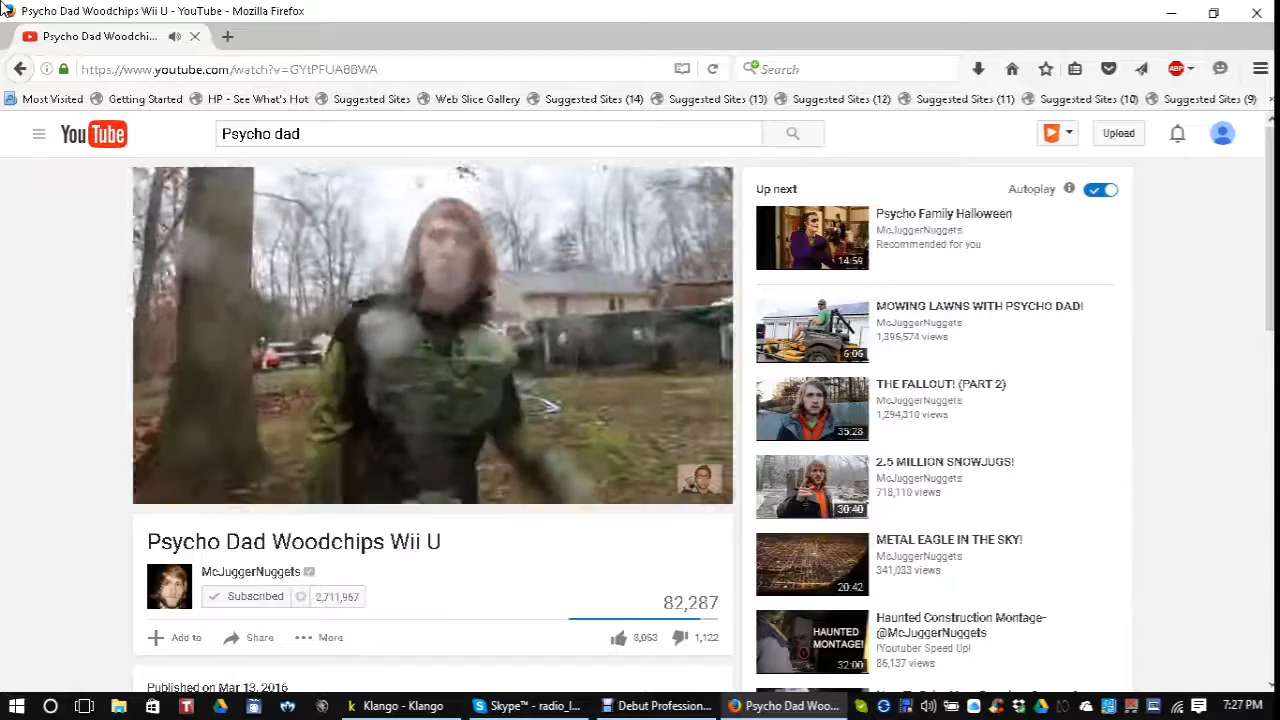 Psycho Dad Woodchips Wii U - YouTube - Mozilla Firefox
Psycho Dad Woodchi...
https://www.youtube.com/watch?v=GYtPFUA8BWA
Search
ABP
Most Visited Getting Started HP - See What's Hot Suggested Sites Web Slice Gallery Suggested Sites (14) Suggested Sites (13) Suggested Sites (12) Suggested Sites (11) Suggested Sites (10) Suggested Sites (9)
YouTube
Psycho dad
Upload
Up next
Autoplay
Psycho Family Halloween
McJuggerNuggets
Recommended for you
14:59
MOWING LAWNS WITH PSYCHO DAD!
McJuggerNuggets
1,396,574 views
6:06
THE FALLOUT! (PART 2)
McJuggerNuggets
1,294,310 views
35:28
2.5 MILLION SNOWJUGS!
McJuggerNuggets
718,110 views
30:40
METAL EAGLE IN THE SKY!
McJuggerNuggets
341,033 views
20:42
Haunted Construction Montage-
@McJuggerNuggets
!Youtuber Speed Up!
86,137 views
HAUNTED
MONTAGE!
32:00
Psycho Dad Woodchips Wii U
McJuggerNuggets
Subscribed 2,711,967
82,287
Add to Share More
8,053 1,122
Published on Mar 13, 2016
Klango - Klango
Skype™ - radio_l...
Debut Profession...
Psycho Dad Woo...
7:27 PM